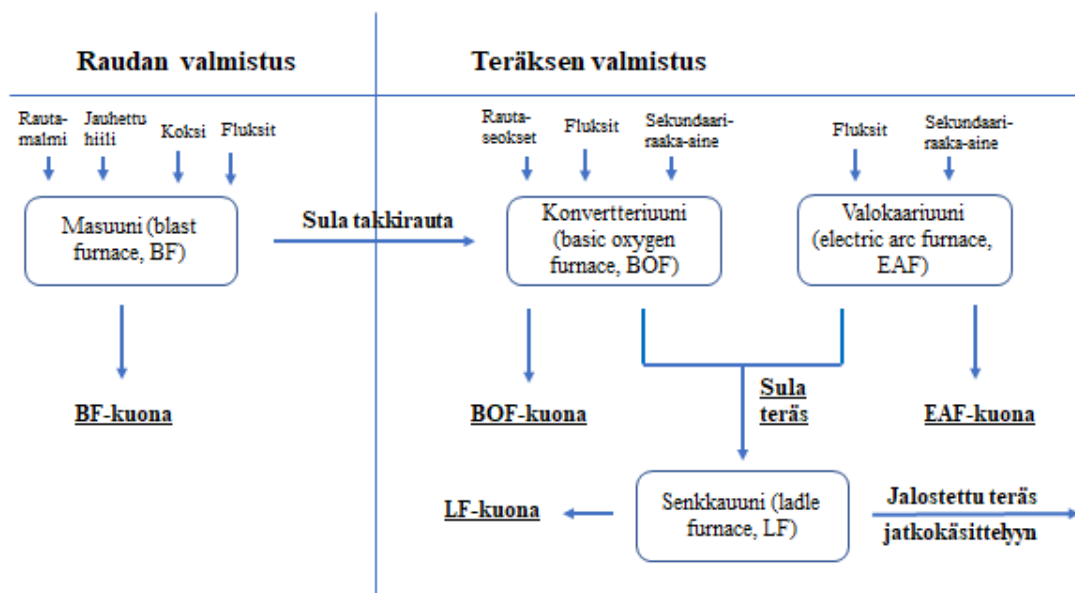 Raudan valmistus
Teräksen valmistus
Rauta-
malmi
Jauhettu
hiili
Koksi
Fluksit
Rauta-
seokset
Fluksit
Sekundaari-
raaka-aine
Fluksit
Sekundaari-
raaka-aine
Masuuni (blast
furnace, BF)
Sula takkirauta
Konvertteriuuni
(basic oxygen
furnace, BOF)
Valokaariuuni
(electric arc furnace,
EAF)
BF-kuona
BOF-kuona
Sula
teräs
EAF-kuona
LF-kuona
Senkkauuni (ladle
furnace, LF)
Jalostettu teräs
jatkokäsittelyyn